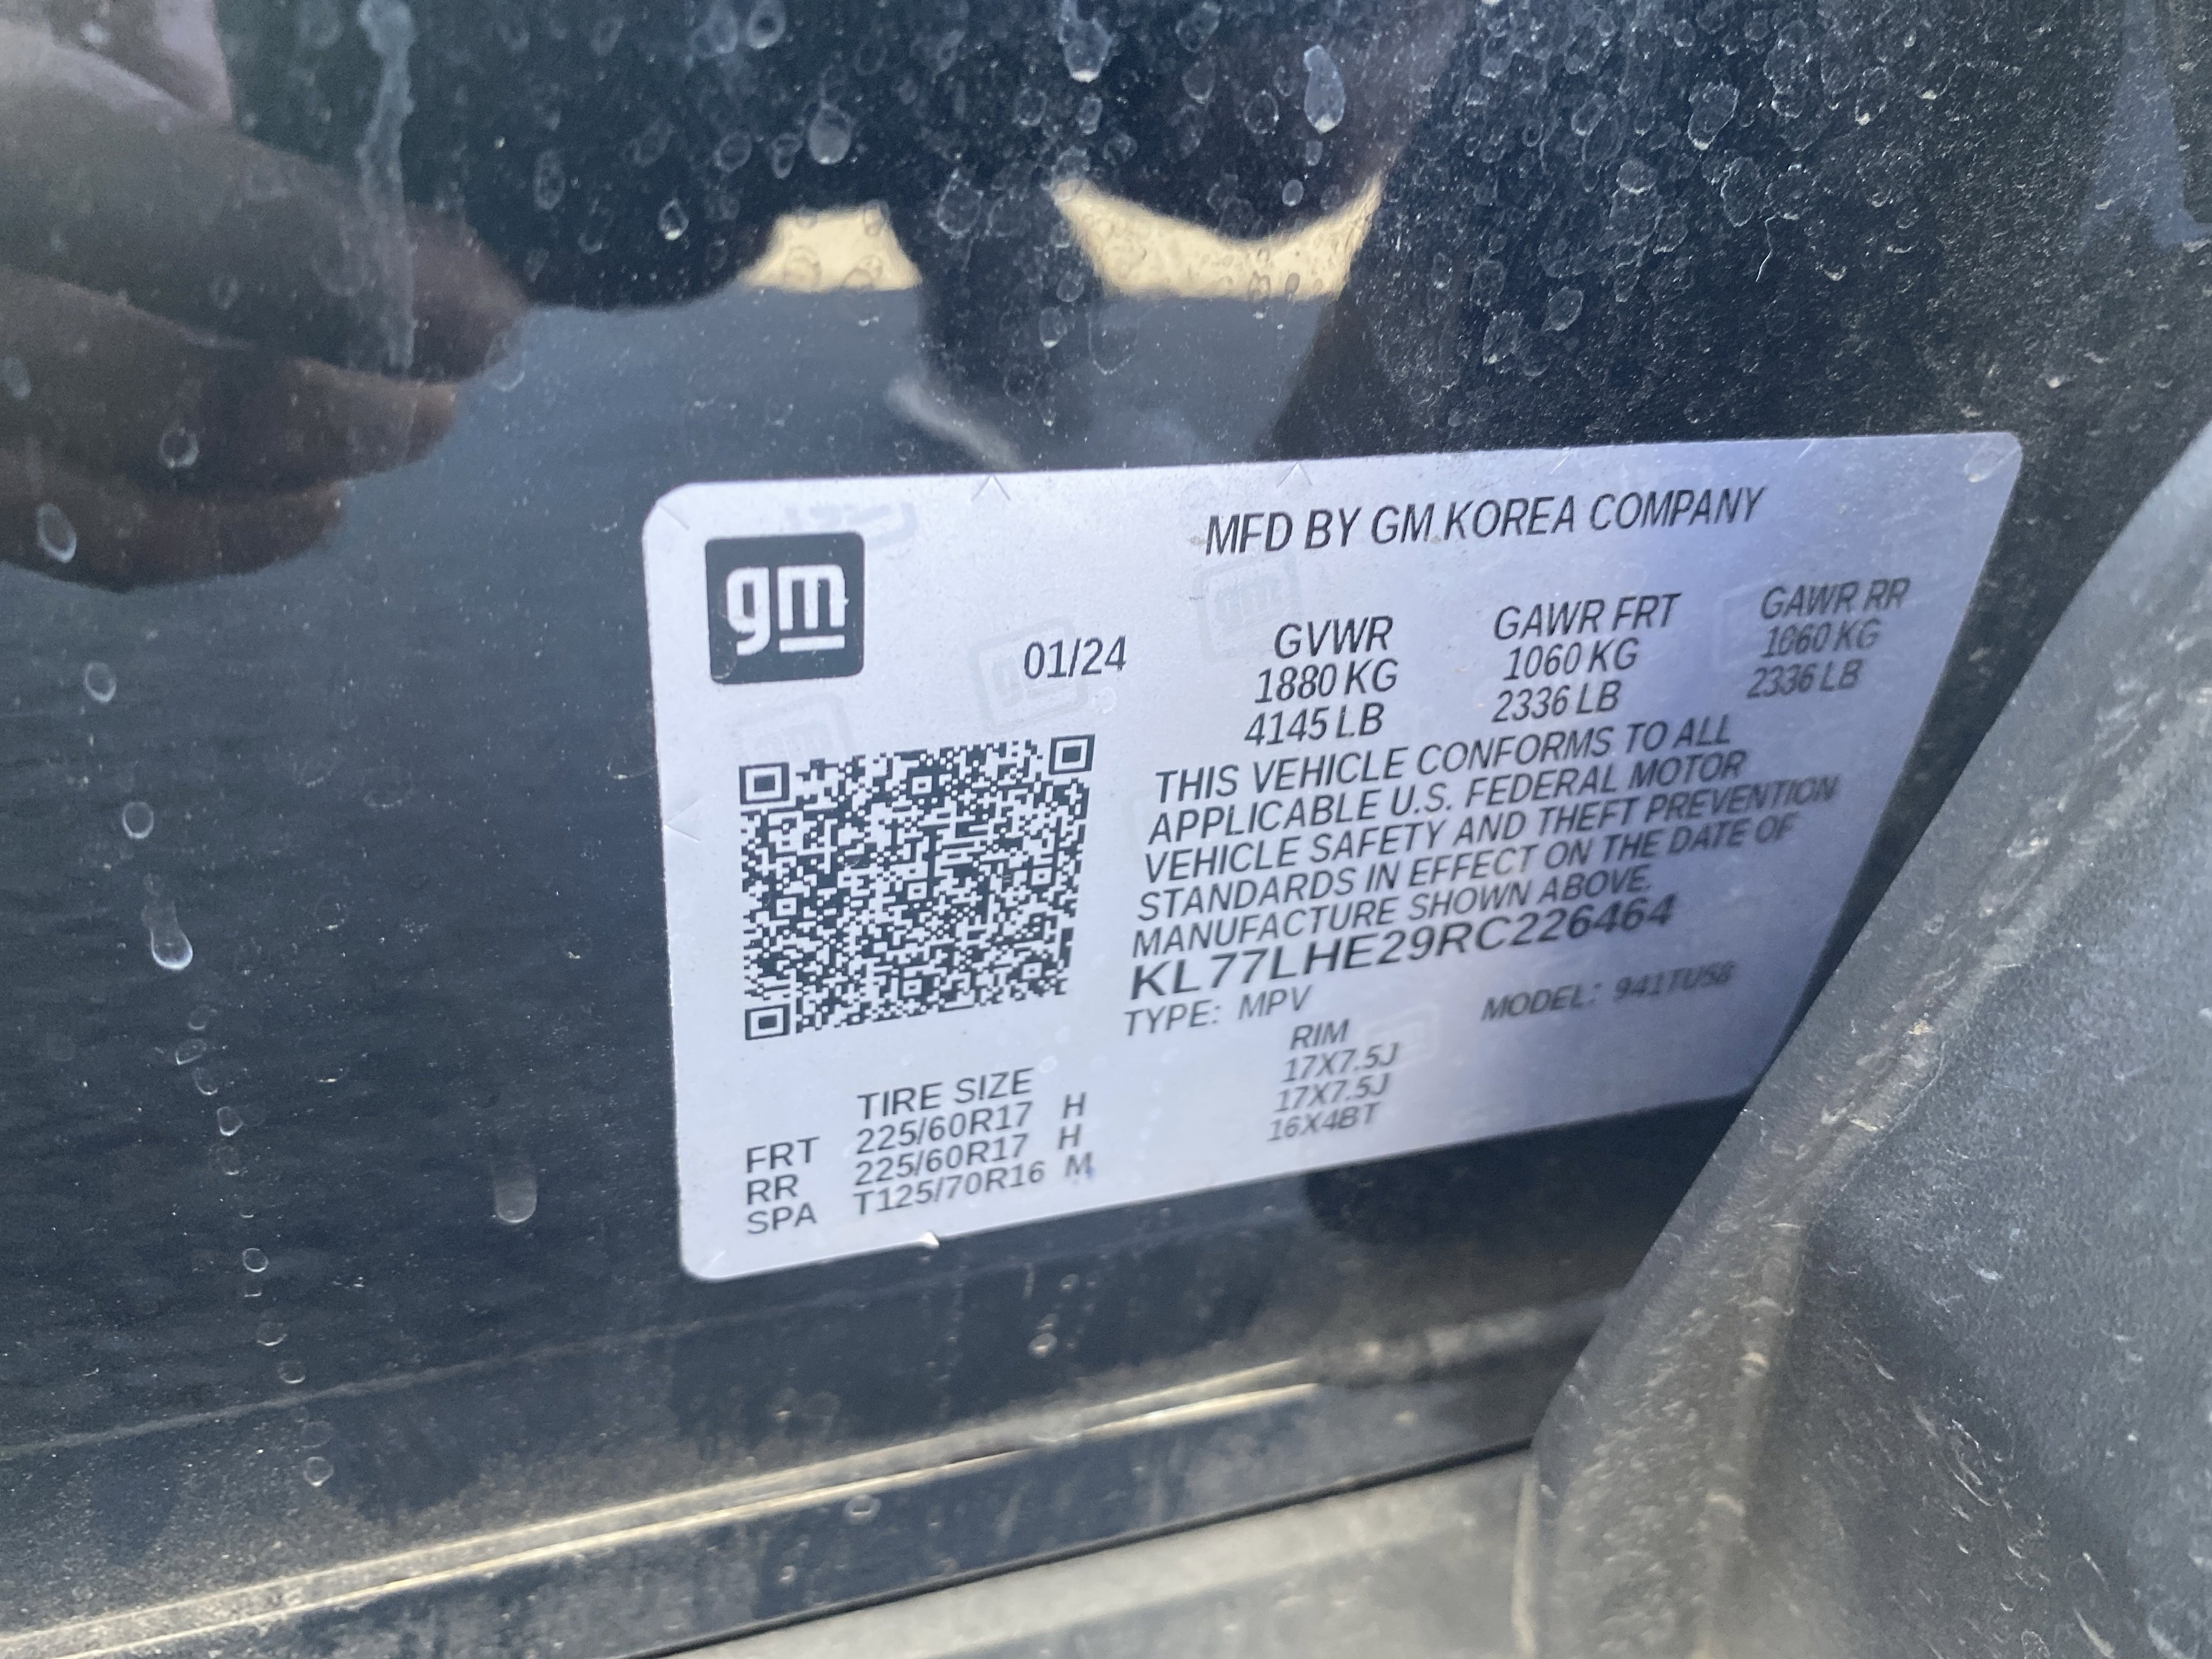 gm
MFD BY GM KOREA COMPANY
01/24
GVWR GAWR FRT GAWR RR
1880 KG 1060 KG 1060 KG
4145 LB 2336 LB 2336 LB
THIS VEHICLE CONFORMS TO ALL
APPLICABLE U.S. FEDERAL MOTOR
VEHICLE SAFETY AND THEFT PREVENTION
STANDARDS IN EFFECT ON THE DATE OF
MANUFACTURE SHOWN ABOVE.
KL77LHE29RC226464
TYPE: MPV MODEL: 941TU58
TIRE SIZE RIM
FRT 225/60R17 H 17X7.5J
RR 225/60R17 H 17X7.5J
SPA T125/70R16 M 16X4BT